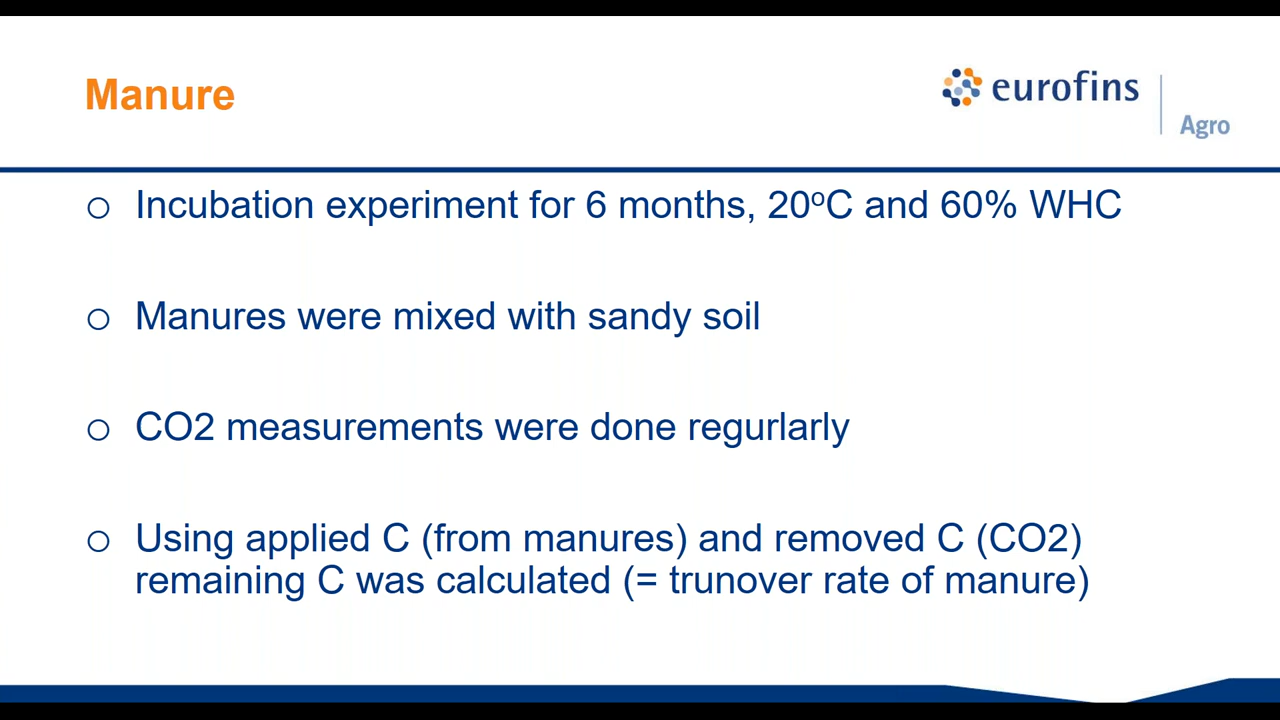 Manure
eurofins
Agro
Incubation experiment for 6 months, 20ºC and 60% WHC
Manures were mixed with sandy soil
CO2 measurements were done regurlarly
Using applied C (from manures) and removed C (CO2)
remaining C was calculated (= trunover rate of manure)